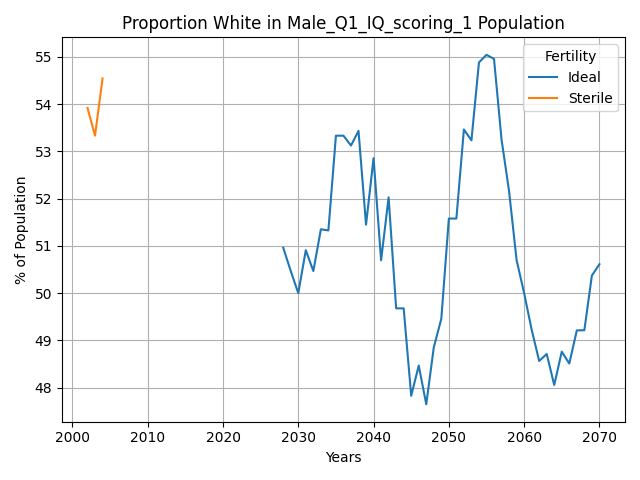 Proportion White in Male_Q1_IQ_scoring_1 Population
% of Population
55
54
53
52
51
50
49
48
Fertility
Ideal
Sterile
2000 2010 2020 2030 2040 2050 2060 2070
Years